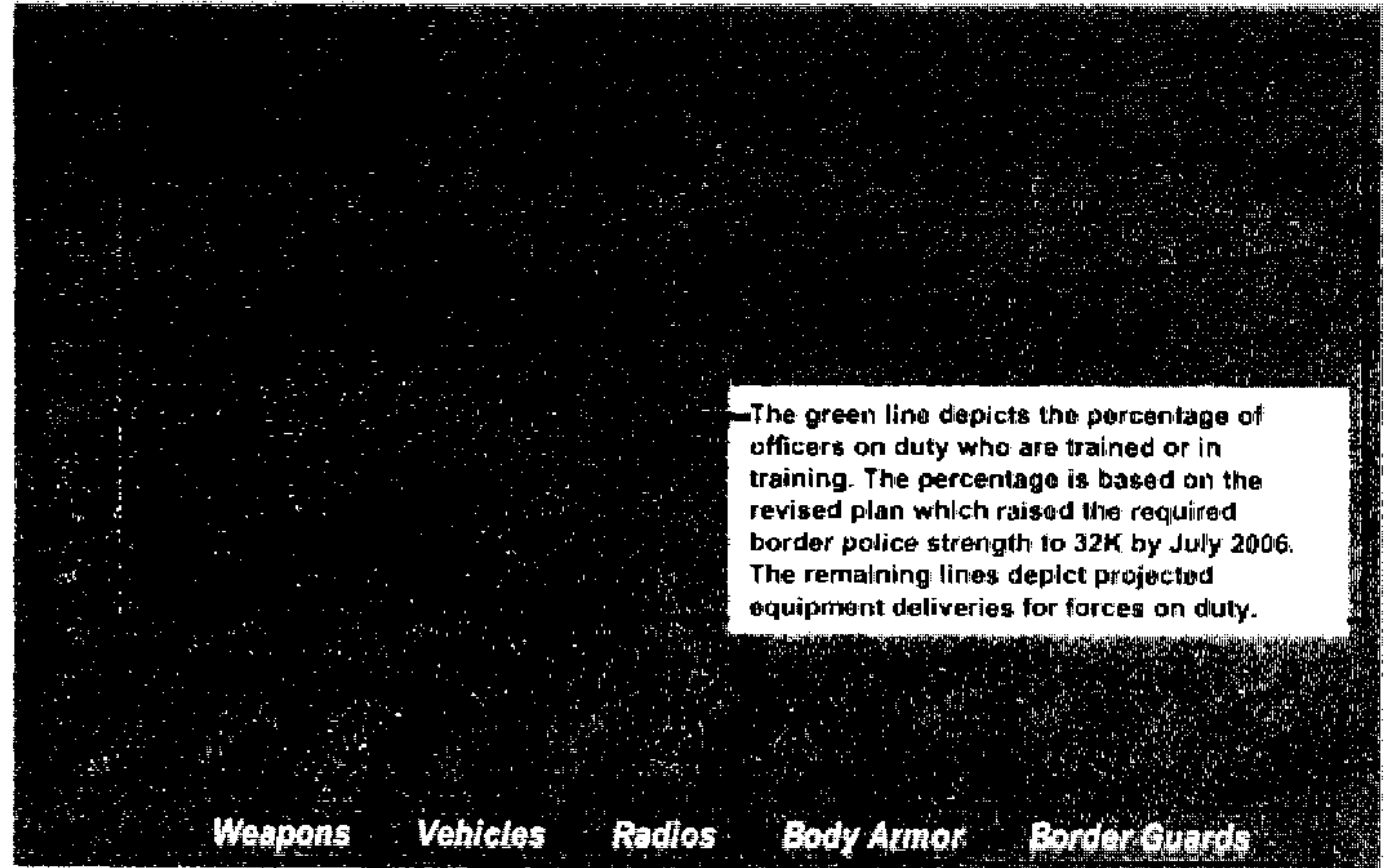 The green line depicts the percentage of
officers on duty who are trained or in
training. The percentage is based on the
revised plan which raised the required
border police strength to 32K by July 2006.
The remaining lines depict projected
equipment deliveries for forces on duty.
Weapons Vehicles Radios Body Armor Border Guards